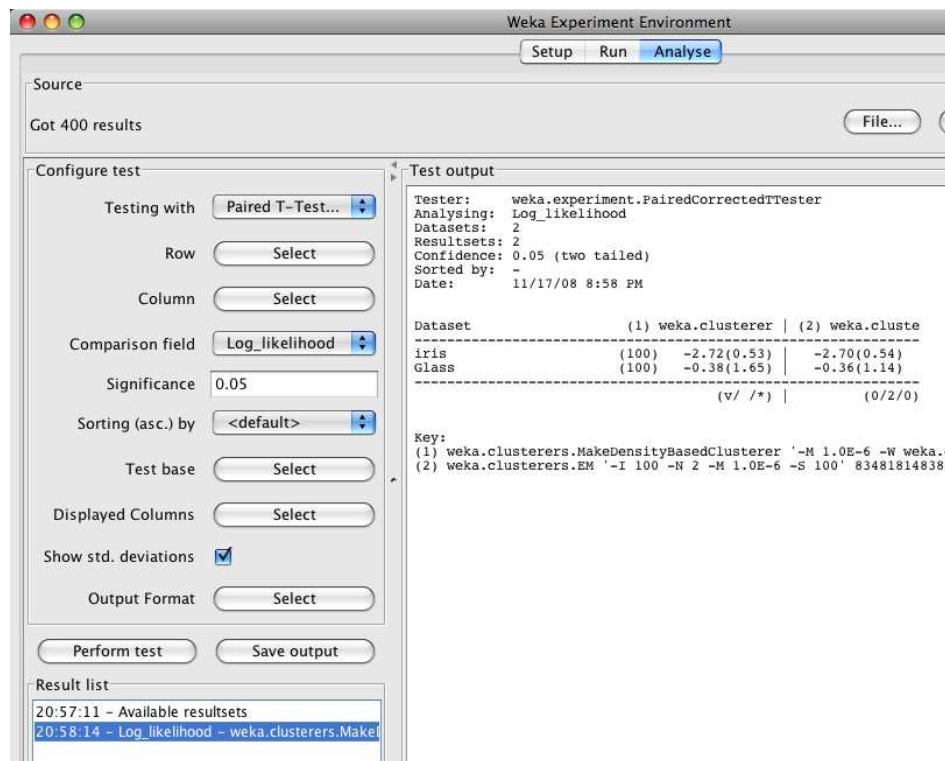 Weka Experiment Environment
Setup Run Analyse
Source
Got 400 results
File...
Configure test
Testing with Paired T-Test...
Row Select
Column Select
Comparison field Log_likelihood
Significance 0.05
Sorting (asc.) by <default>
Test base Select
Displayed Columns Select
Show std. deviations
Output Format Select
Perform test Save output
Result list
20:57:11 - Available resultsets
20:58:14 - Log_likelihood - weka.clusterers.Make
Test output
Tester: weka.experiment.PairedCorrectedTTester
Analysing: Log_likelihood
Datasets: 2
Resultsets: 2
Confidence: 0.05 (two tailed)
Sorted by: -
Date: 11/17/08 8:58 PM
Dataset (1) weka.clusterer | (2) weka.cluste
--------------------------------------------------------------
iris (100) -2.72(0.53) | -2.70(0.54)
Glass (100) -0.38(1.65) | -0.36(1.14)
--------------------------------------------------------------
(v/ /*) | (0/2/0)
Key:
(1) weka.clusterers.MakeDensityBasedClusterer '-M 1.0E-6 -W weka.
(2) weka.clusterers.EM '-I 100 -N 2 -M 1.0E-6 -S 100' 83481814838